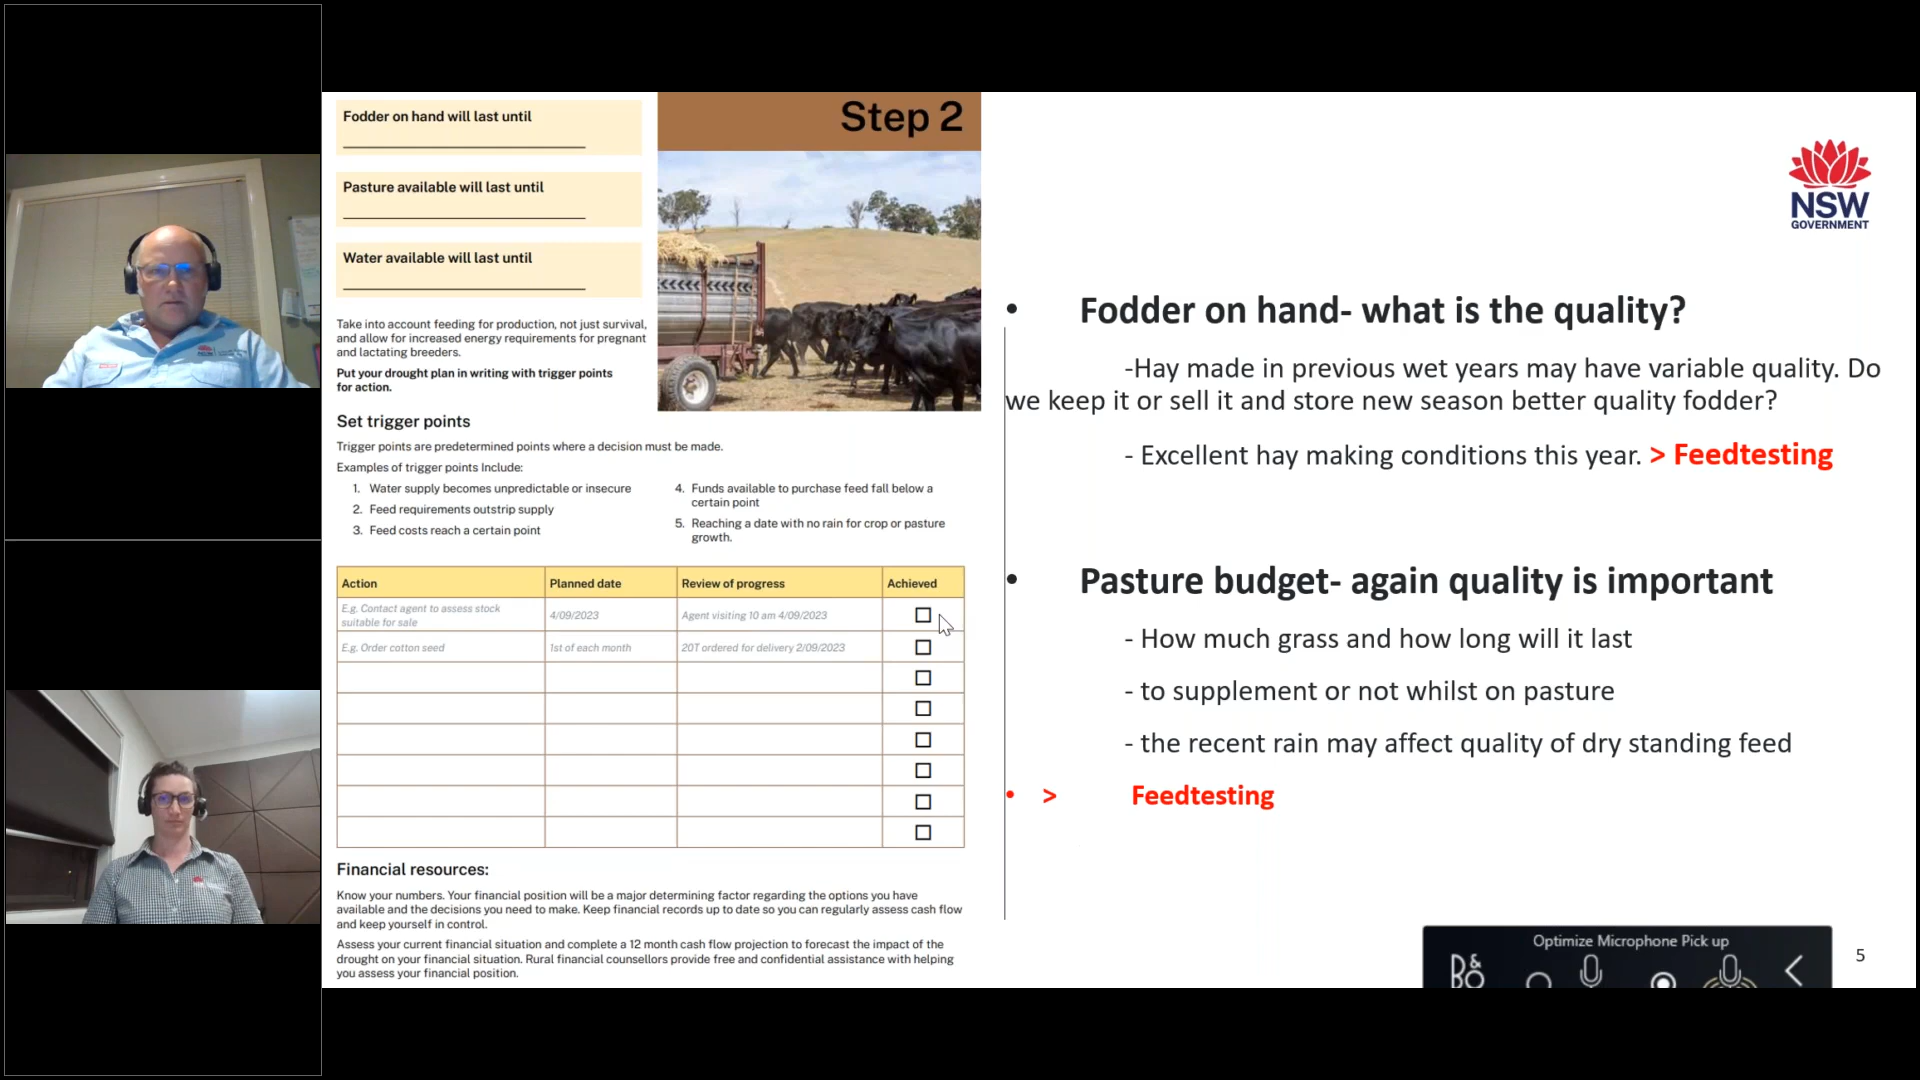 Fodder on hand will last until
Pasture available will last until
Water available will last until
Step 2
Take into account feeding for production, not just survival,
and allow for increased energy requirements for pregnant
and lactating breeders.
Put your drought plan in writing with trigger points
for action.
Set trigger points
Trigger points are predetermined points where a decision must be made.
Examples of trigger points Include:
1. Water supply becomes unpredictable or insecure
2. Feed requirements outstrip supply
3. Feed costs reach a certain point
4. Funds available to purchase feed fall below a
certain point
5. Reaching a date with no rain for crop or pasture
growth.
Action Planned date Review of progress Achieved
E.g. Contact agent to assess stock
suitable for sale
4/09/2023 Agent visiting 10 am 4/09/2023
E.g. Order cotton seed 1st of each month 20T ordered for delivery 2/09/2023
Financial resources:
Know your numbers. Your financial position will be a major determining factor regarding the options you have
available and the decisions you need to make. Keep financial records up to date so you can regularly assess cash flow
and keep yourself in control.
Assess your current financial situation and complete a 12 month cash flow projection to forecast the impact of the
drought on your financial situation. Rural financial counsellors provide free and confidential assistance with helping
you assess your financial position.
NSW
GOVERNMENT
• Fodder on hand- what is the quality?
-Hay made in previous wet years may have variable quality. Do
we keep it or sell it and store new season better quality fodder?
- Excellent hay making conditions this year. > Feedtesting
• Pasture budget- again quality is important
- How much grass and how long will it last
- to supplement or not whilst on pasture
- the recent rain may affect quality of dry standing feed
• > Feedtesting
Optimize Microphone Pick up
B&O
5